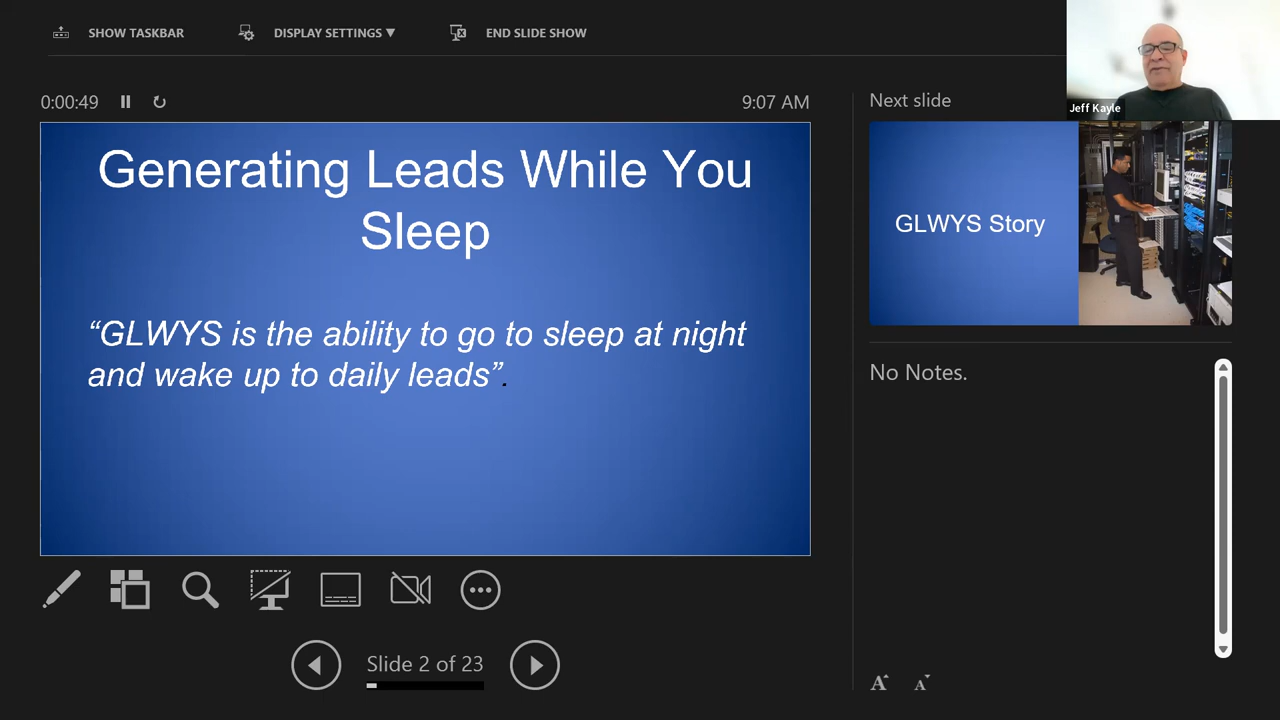 SHOW TASKBAR
DISPLAY SETTINGS ▼
END SLIDE SHOW
Jeff Kayle
0:00:49
9:07 AM
Next slide
Generating Leads While You
Sleep
“GLWYS is the ability to go to sleep at night
and wake up to daily leads”.
GLWYS Story
No Notes.
Slide 2 of 23
A A